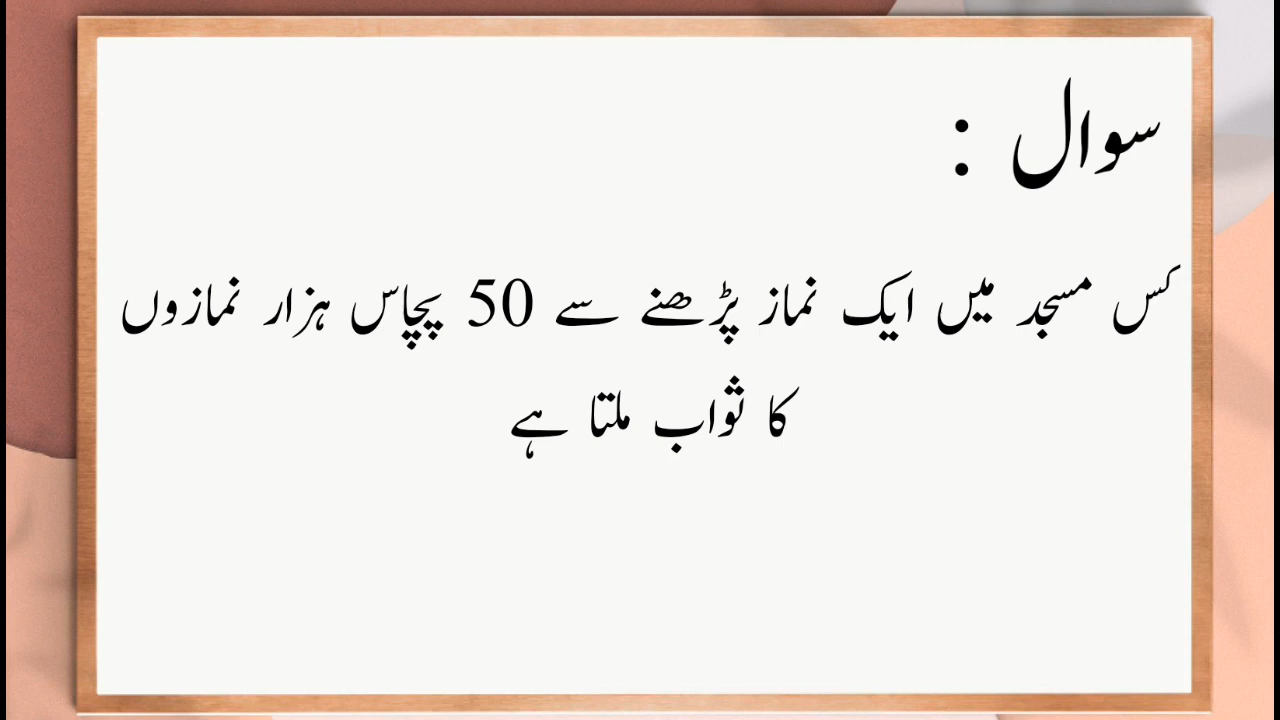 سوال :
کس مسجد میں ایک نماز پڑھنے سے 50 پچاس ہزار نمازوں
کا ثواب ملتا ہے